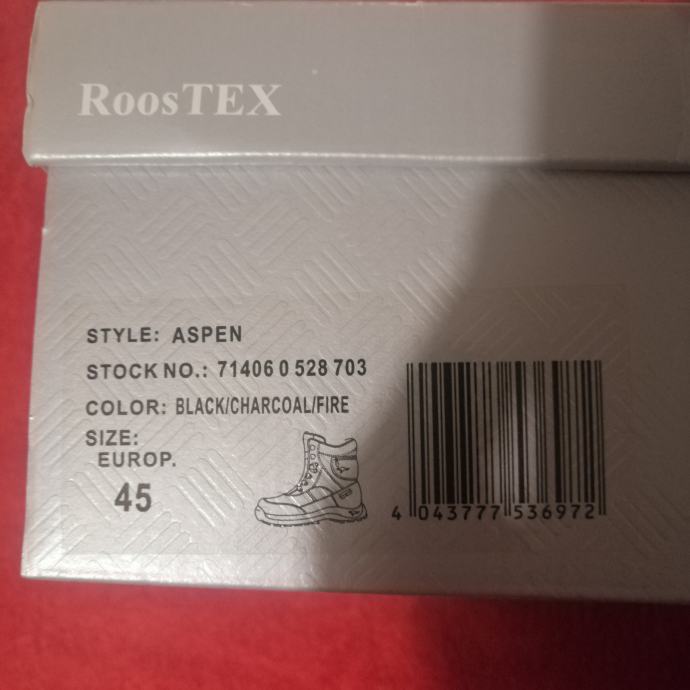 RoosTEX
STYLE: ASPEN
STOCK NO.: 71406 0 528 703
COLOR: BLACK/CHARCOAL/FIRE
SIZE:
EUROP.
45
4 043777 536972